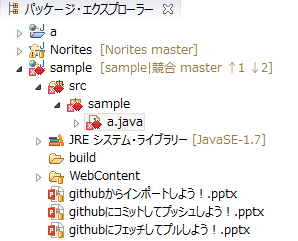 パッケージ・エクスプローラー
a
Norites [Norites master]
sample [sample|競合 master ↑1 ↓2]
src
sample
a.java
JRE システム・ライブラリー [JavaSE-1.7]
build
WebContent
githubからインポートしよう！.pptx
githubにコミットしてプッシュしよう！.pptx
githubにフェッチしてプルしよう！.pptx